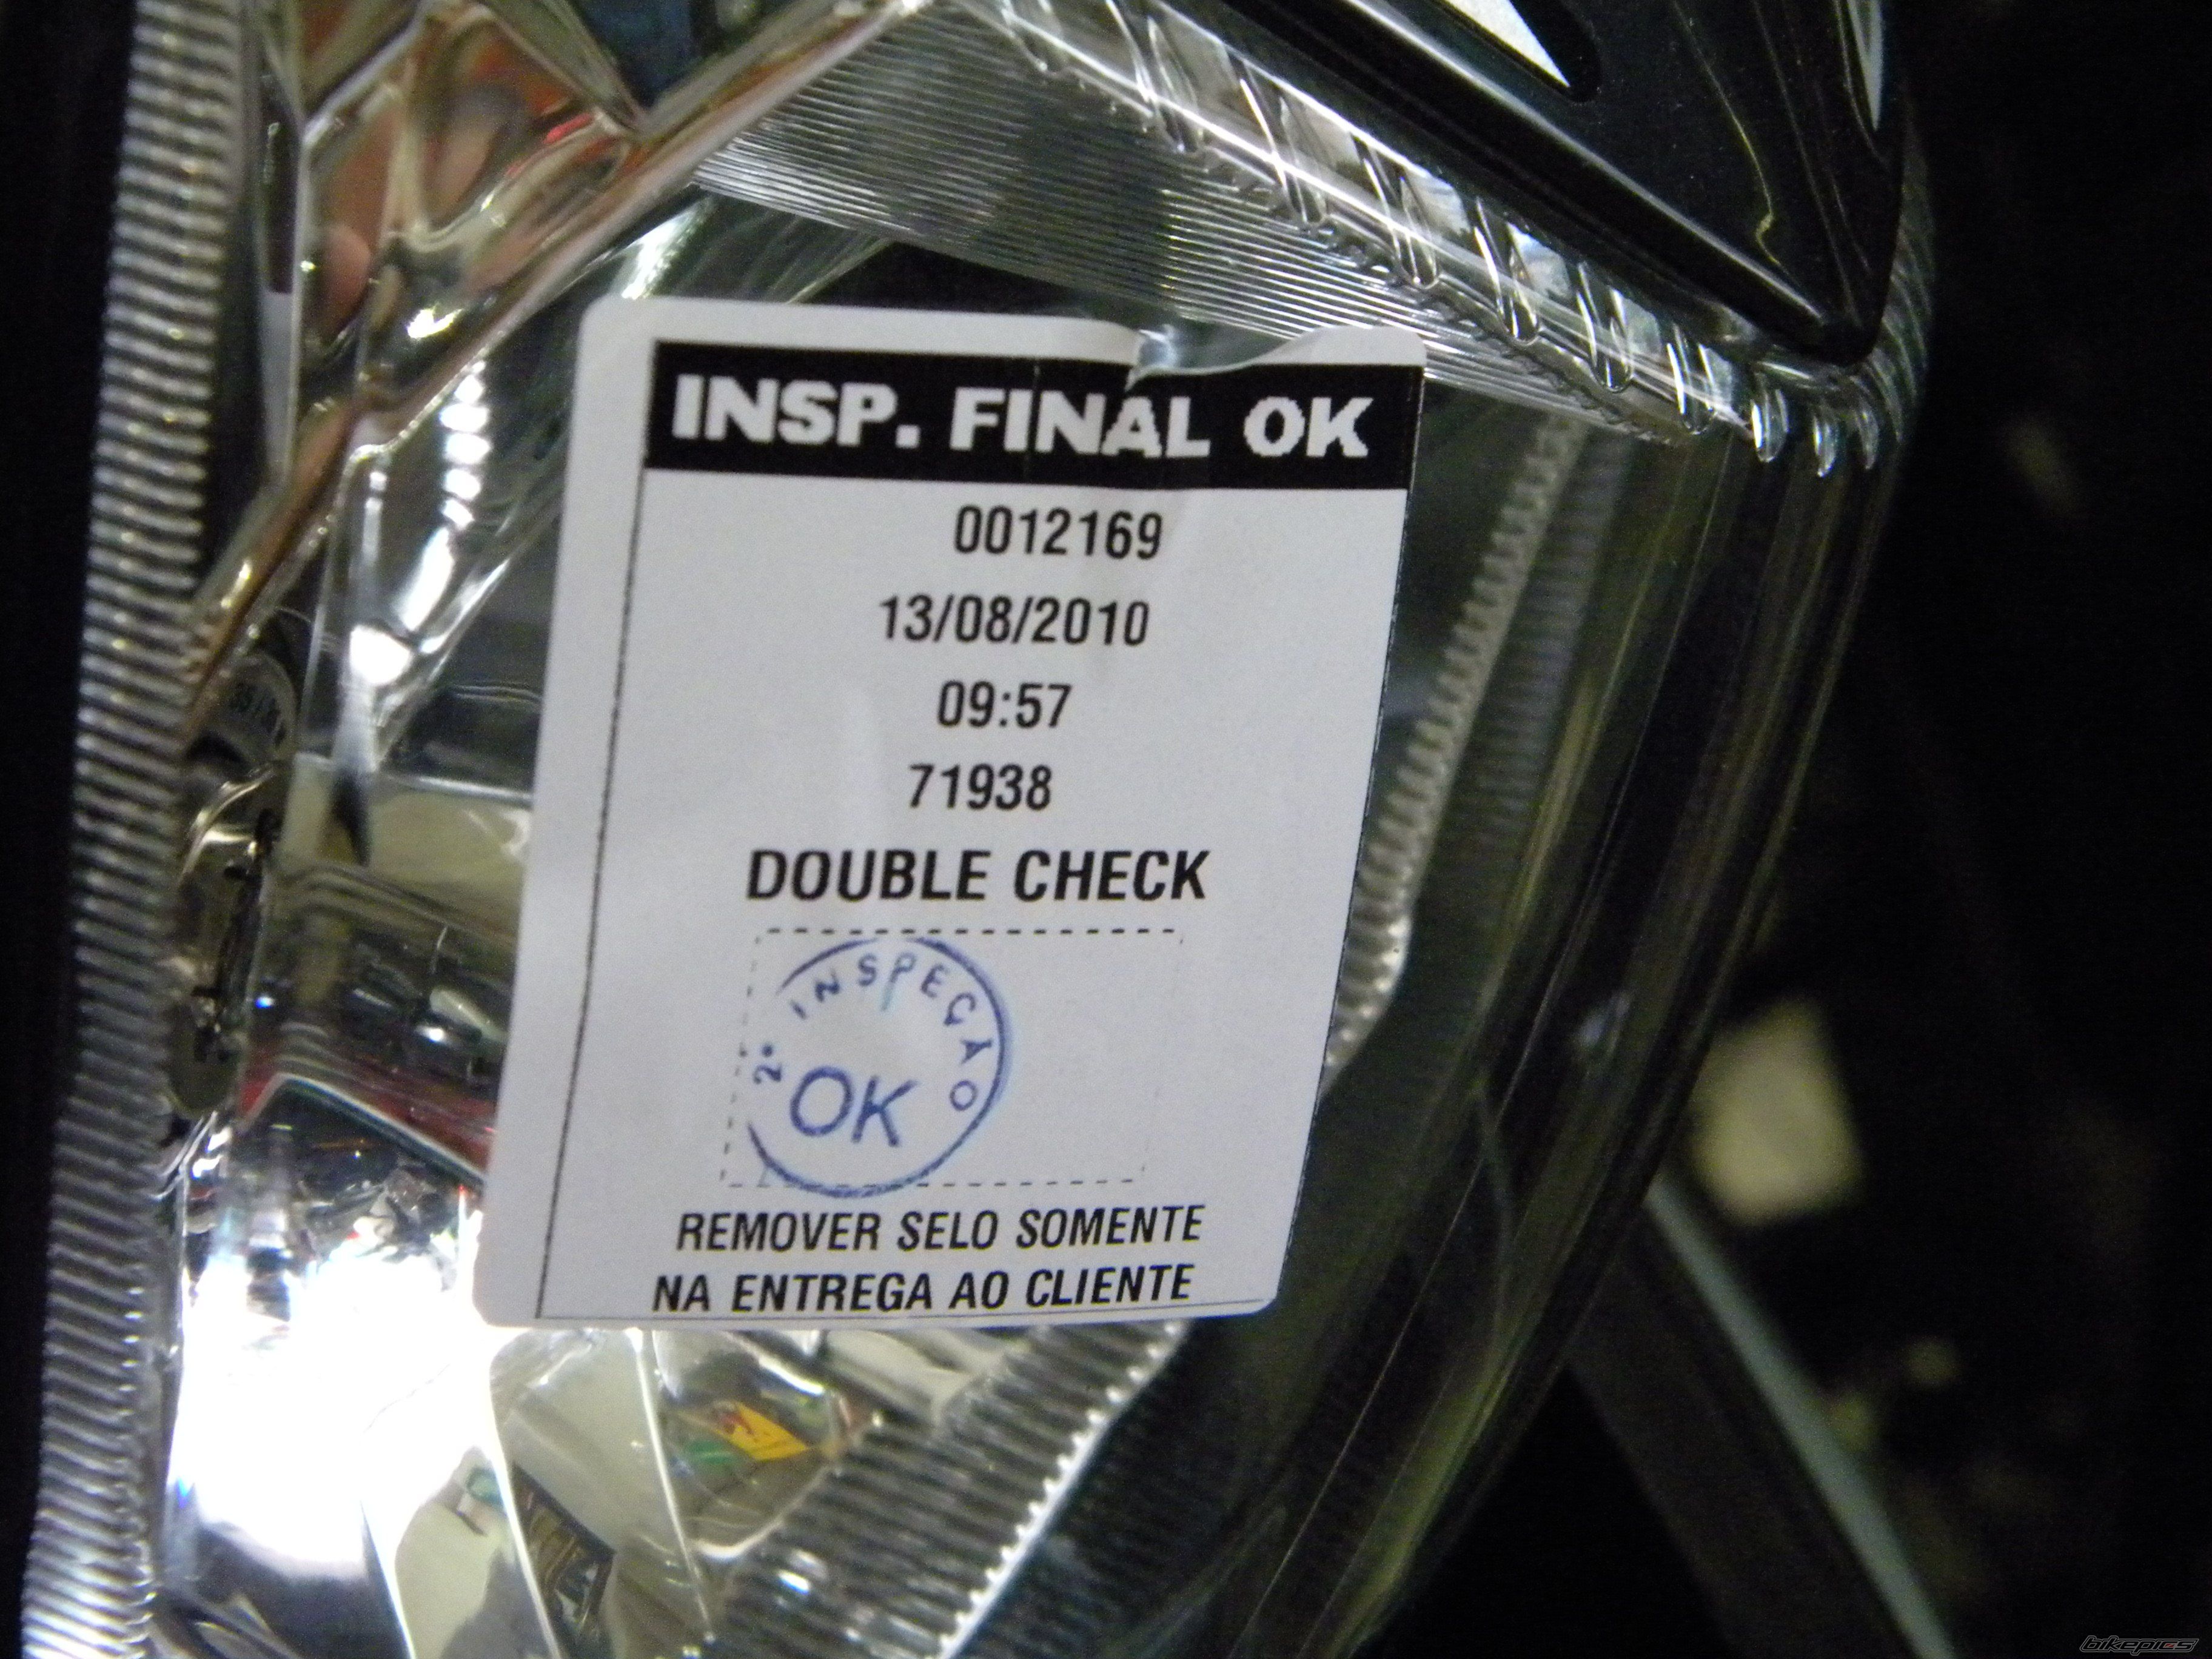 INSP. FINAL OK
0012169
13/08/2010
09:57
71938
DOUBLE CHECK
2ª INSPEÇÃO
OK
REMOVER SELO SOMENTE
NA ENTREGA AO CLIENTE
bikepics